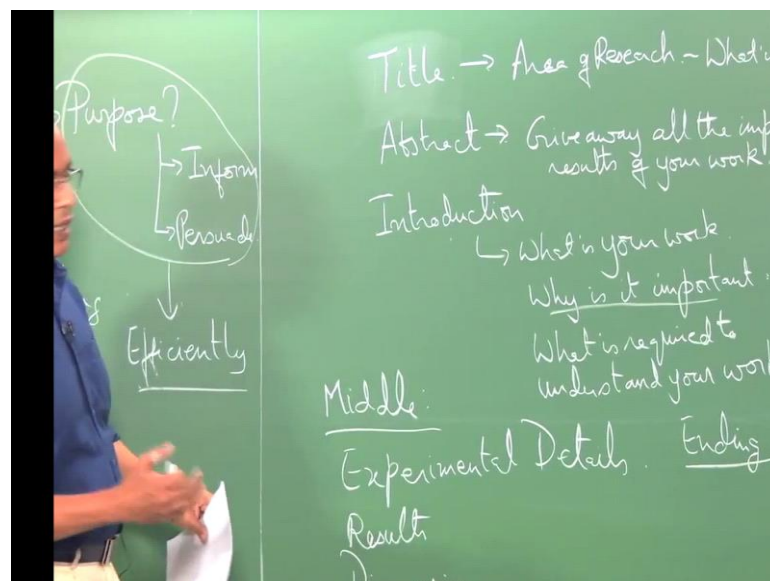 Purpose?
→ Inform
→ Persuade
↓
Efficiently
Title → Area of Research - What i
Abstract → Give away all the imp
results of your work.
Introduction
↳ What is your work
Why is it important
What is required to
understand your work
Middle:
Experimental Details. Ending
Results